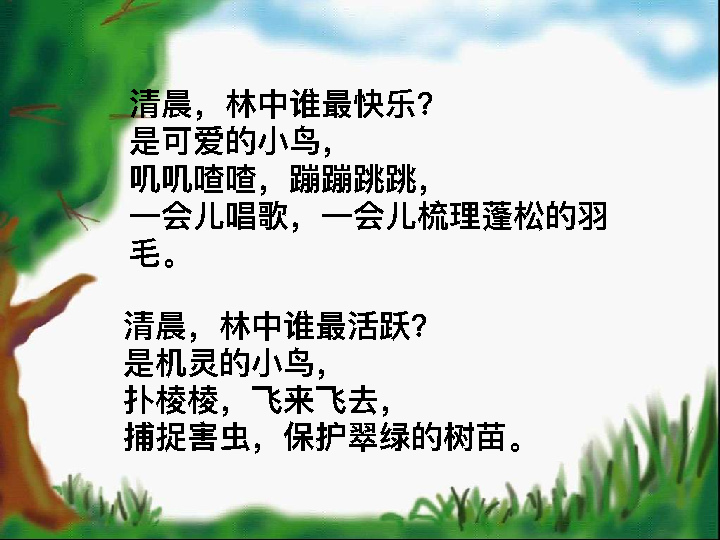 清晨，林中谁最快乐？
是可爱的小鸟，
叽叽喳喳，蹦蹦跳跳，
一会儿唱歌，一会儿梳理蓬松的羽
毛。
清晨，林中谁最活跃？
是机灵的小鸟，
扑棱棱，飞来飞去，
捕捉害虫，保护翠绿的树苗。